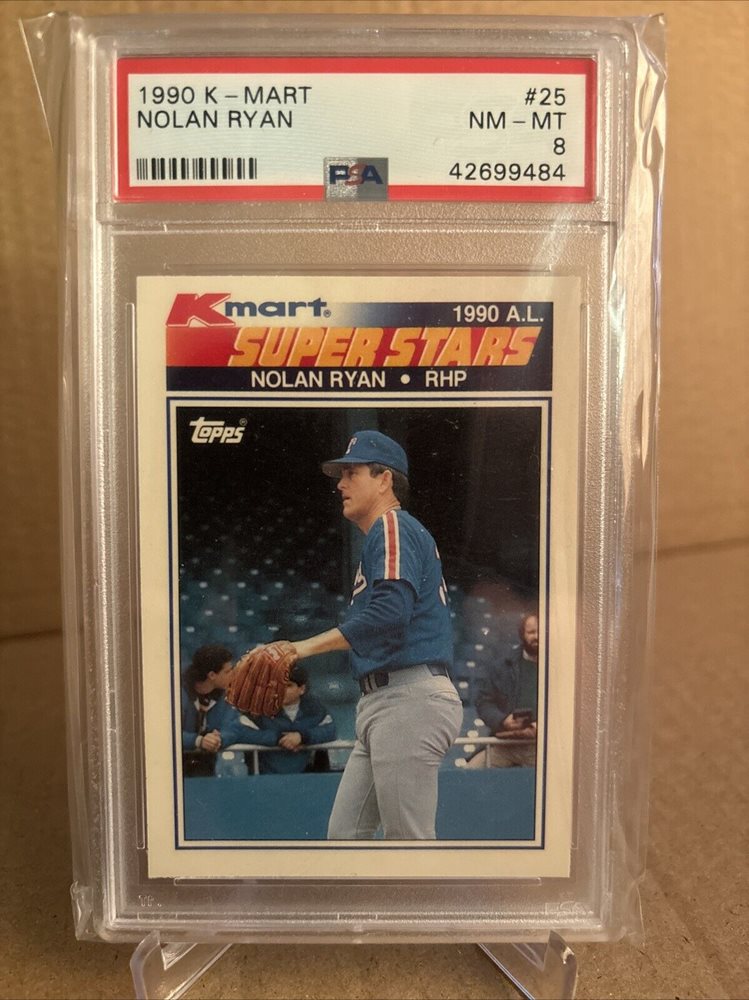 1990 K-MART #25
NOLAN RYAN NM-MT
8
PSA 42699484
Kmart® 1990 A.L.
SUPER STARS
NOLAN RYAN • RHP
Topps®
T